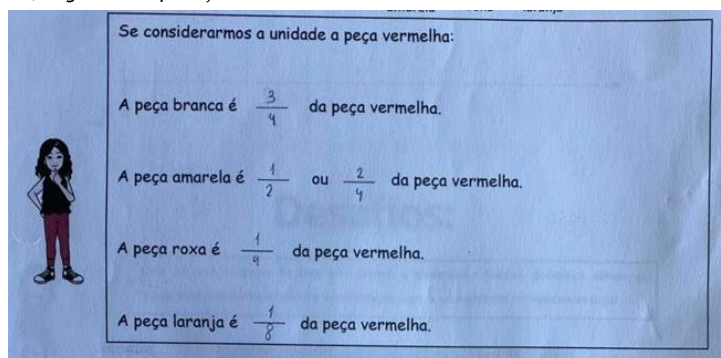 Se considerarmos a unidade a peça vermelha:
A peça branca é 3/4 da peça vermelha.
A peça amarela é 1/2 ou 2/4 da peça vermelha.
A peça roxa é 1/4 da peça vermelha.
Desafios:
A peça laranja é 1/8 da peça vermelha.